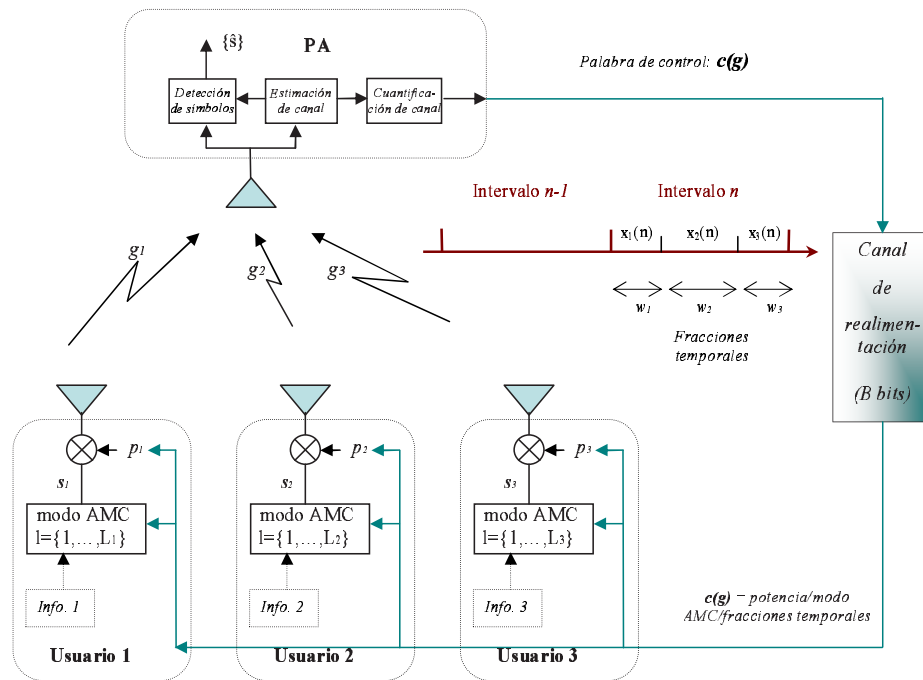 {ŝ}
PA
Detección
de símbolos
Estimación
de canal
Cuantifica-
ción de canal
Palabra de control: c(g)
Intervalo n-1
Intervalo n
x₁(n)
x₂(n)
x₃(n)
w₁
w₂
w₃
Fracciones
temporales
Canal
de
realimen-
tación
(B bits)
g₁
g₂
g₃
p₁
s₁
modo AMC
l={1,…,L₁}
Info. 1
Usuario 1
p₂
s₂
modo AMC
l={1,…,L₂}
Info. 2
Usuario 2
p₃
s₃
modo AMC
l={1,…,L₃}
Info. 3
Usuario 3
c(g) = potencia/modo
AMC/fracciones temporales